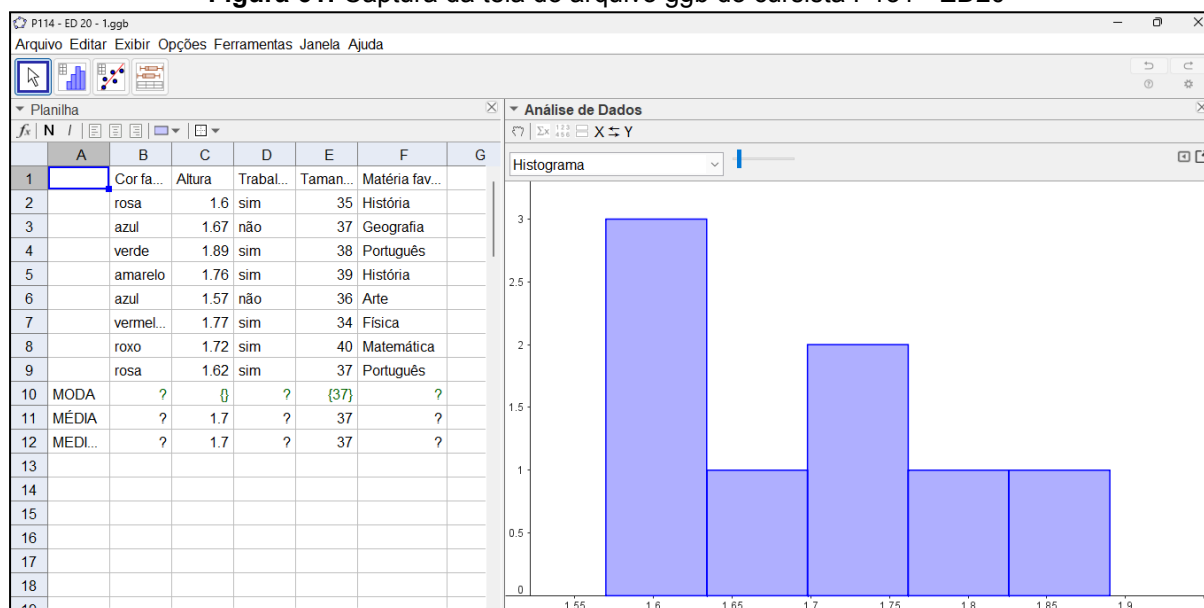 P114 - ED 20 - 1.ggb
Arquivo Editar Exibir Opções Ferramentas Janela Ajuda
Planilha
Análise de Dados
fx N I
Σx 123 456 X ⇆ Y
Histograma
A B C D E F G
1 Cor fa... Altura Trabal... Taman... Matéria fav...
2 rosa 1.6 sim 35 História
3 azul 1.67 não 37 Geografia
4 verde 1.89 sim 38 Português
5 amarelo 1.76 sim 39 História
6 azul 1.57 não 36 Arte
7 vermel... 1.77 sim 34 Física
8 roxo 1.72 sim 40 Matemática
9 rosa 1.62 sim 37 Português
10 MODA ? {} ? {37} ?
11 MÉDIA ? 1.7 ? 37 ?
12 MEDI... ? 1.7 ? 37 ?
13
14
15
16
17
18
3
2.5
2
1.5
1
0.5
0
1.55 1.6 1.65 1.7 1.75 1.8 1.85 1.9